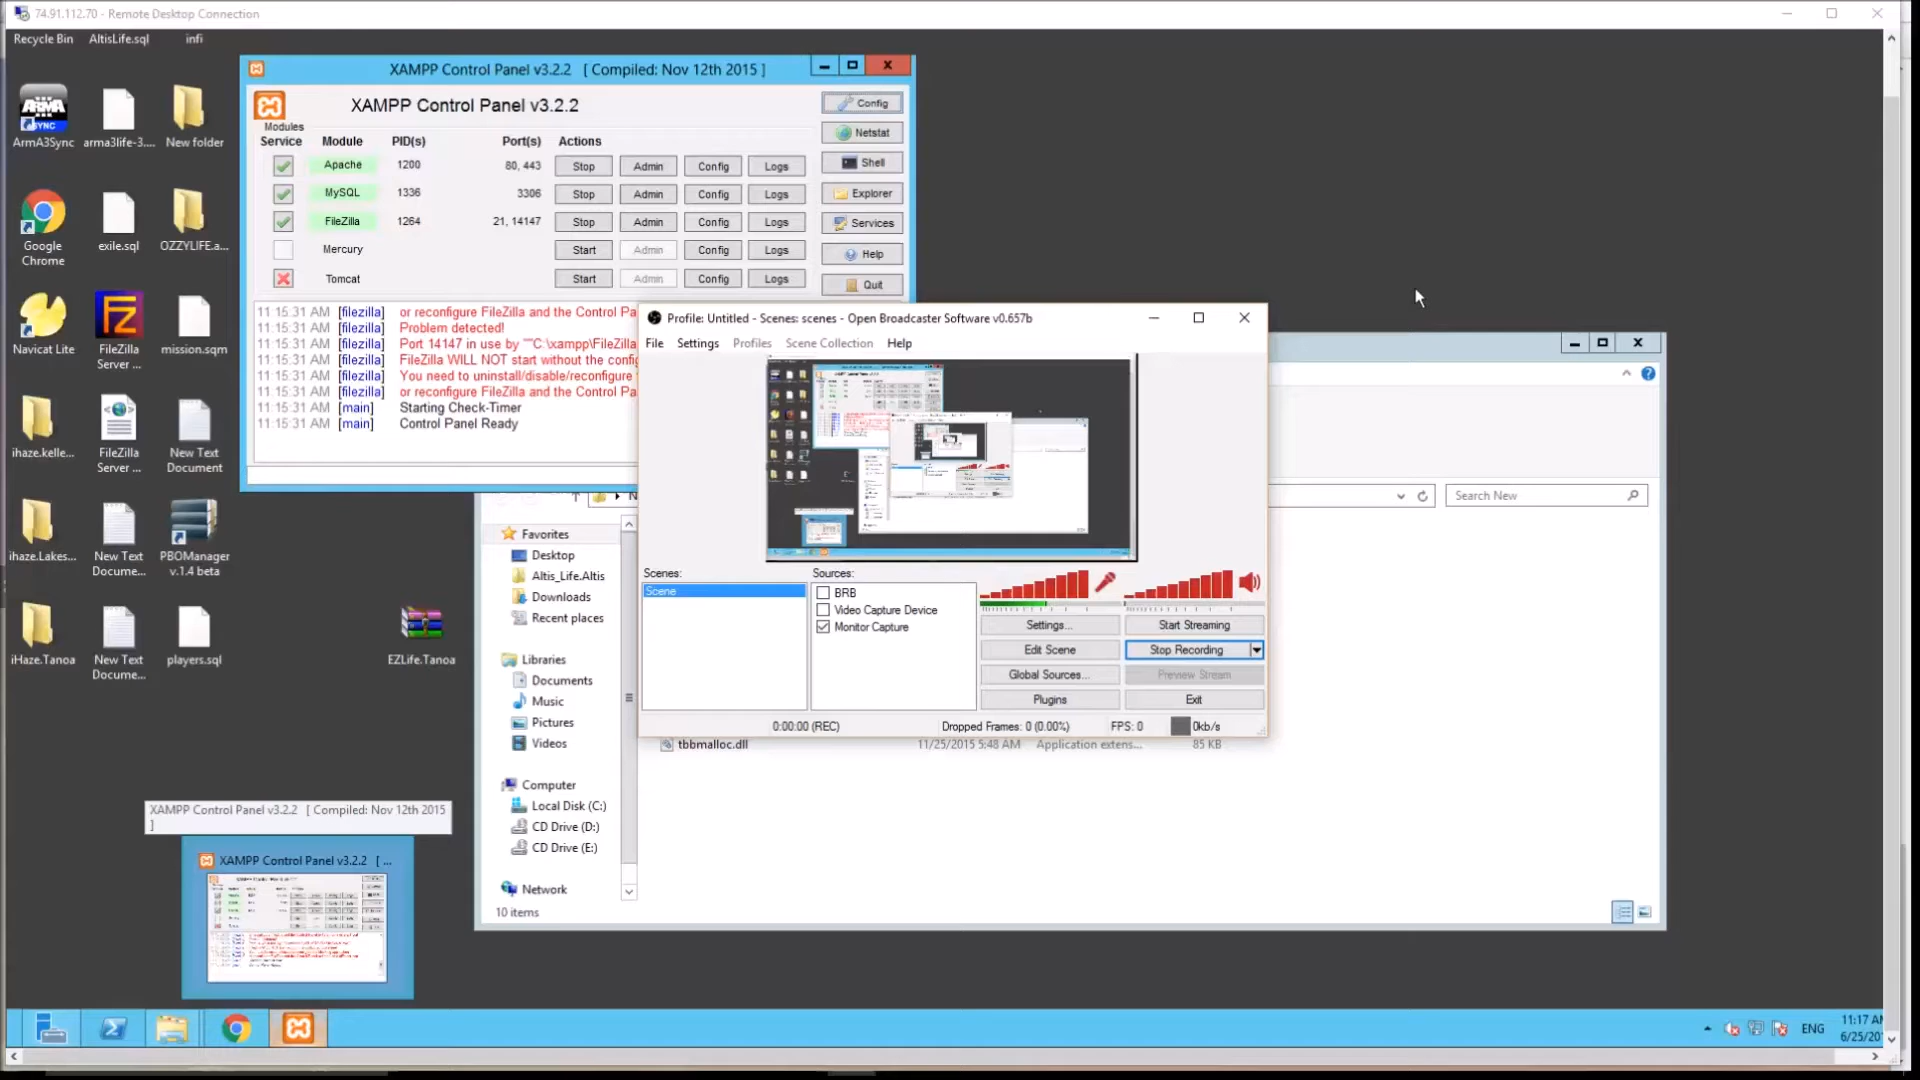 74.91.112.70 - Remote Desktop Connection
Recycle Bin
AltisLife.sql
infi
ArmA3Sync
arma3life-3....
New folder
Google Chrome
exile.sql
OZZYLIFE.a...
Navicat Lite
FileZilla Server ...
mission.sqm
ihaze.kelle...
FileZilla Server ...
New Text Document
ihaze.Lakes...
New Text Docume...
PBOManager v.1.4 beta
iHaze.Tanoa
New Text Docume...
players.sql
EZLife.Tanoa
XAMPP Control Panel v3.2.2 [ Compiled: Nov 12th 2015 ]
XAMPP Control Panel v3.2.2
Config
Modules
Service Module PID(s) Port(s) Actions
Netstat
Apache 1200 80, 443 Stop Admin Config Logs
Shell
MySQL 1336 3306 Stop Admin Config Logs
Explorer
FileZilla 1264 21, 14147 Stop Admin Config Logs
Services
Mercury Start Admin Config Logs
Help
Tomcat Start Admin Config Logs
Quit
11:15:31 AM [filezilla] or reconfigure FileZilla and the Control Pa
11:15:31 AM [filezilla] Problem detected!
11:15:31 AM [filezilla] Port 14147 in use by ""C:\xampp\FileZilla
11:15:31 AM [filezilla] FileZilla WILL NOT start without the config
11:15:31 AM [filezilla] You need to uninstall/disable/reconfigure
11:15:31 AM [filezilla] or reconfigure FileZilla and the Control Pa
11:15:31 AM [main] Starting Check-Timer
11:15:31 AM [main] Control Panel Ready
Profile: Untitled - Scenes: scenes - Open Broadcaster Software v0.657b
File Settings Profiles Scene Collection Help
Scenes:
Scene
Sources:
BRB
Video Capture Device
Monitor Capture
Settings... Start Streaming
Edit Scene Stop Recording
Global Sources... Preview Stream
Plugins Exit
0:00:00 (REC) Dropped Frames: 0 (0.00%) FPS: 0 0kb/s
Search New
Favorites
Desktop
Altis_Life.Altis
Downloads
Recent places
Libraries
Documents
Music
Pictures
Videos
Computer
Local Disk (C:)
CD Drive (D:)
CD Drive (E:)
Network
10 items
tbbmalloc.dll 11/25/2015 5:48 AM Application extens... 85 KB
XAMPP Control Panel v3.2.2 [ Compiled: Nov 12th 2015
]
XAMPP Control Panel v3.2.2 [ ...
ENG
11:17 AM
6/25/20